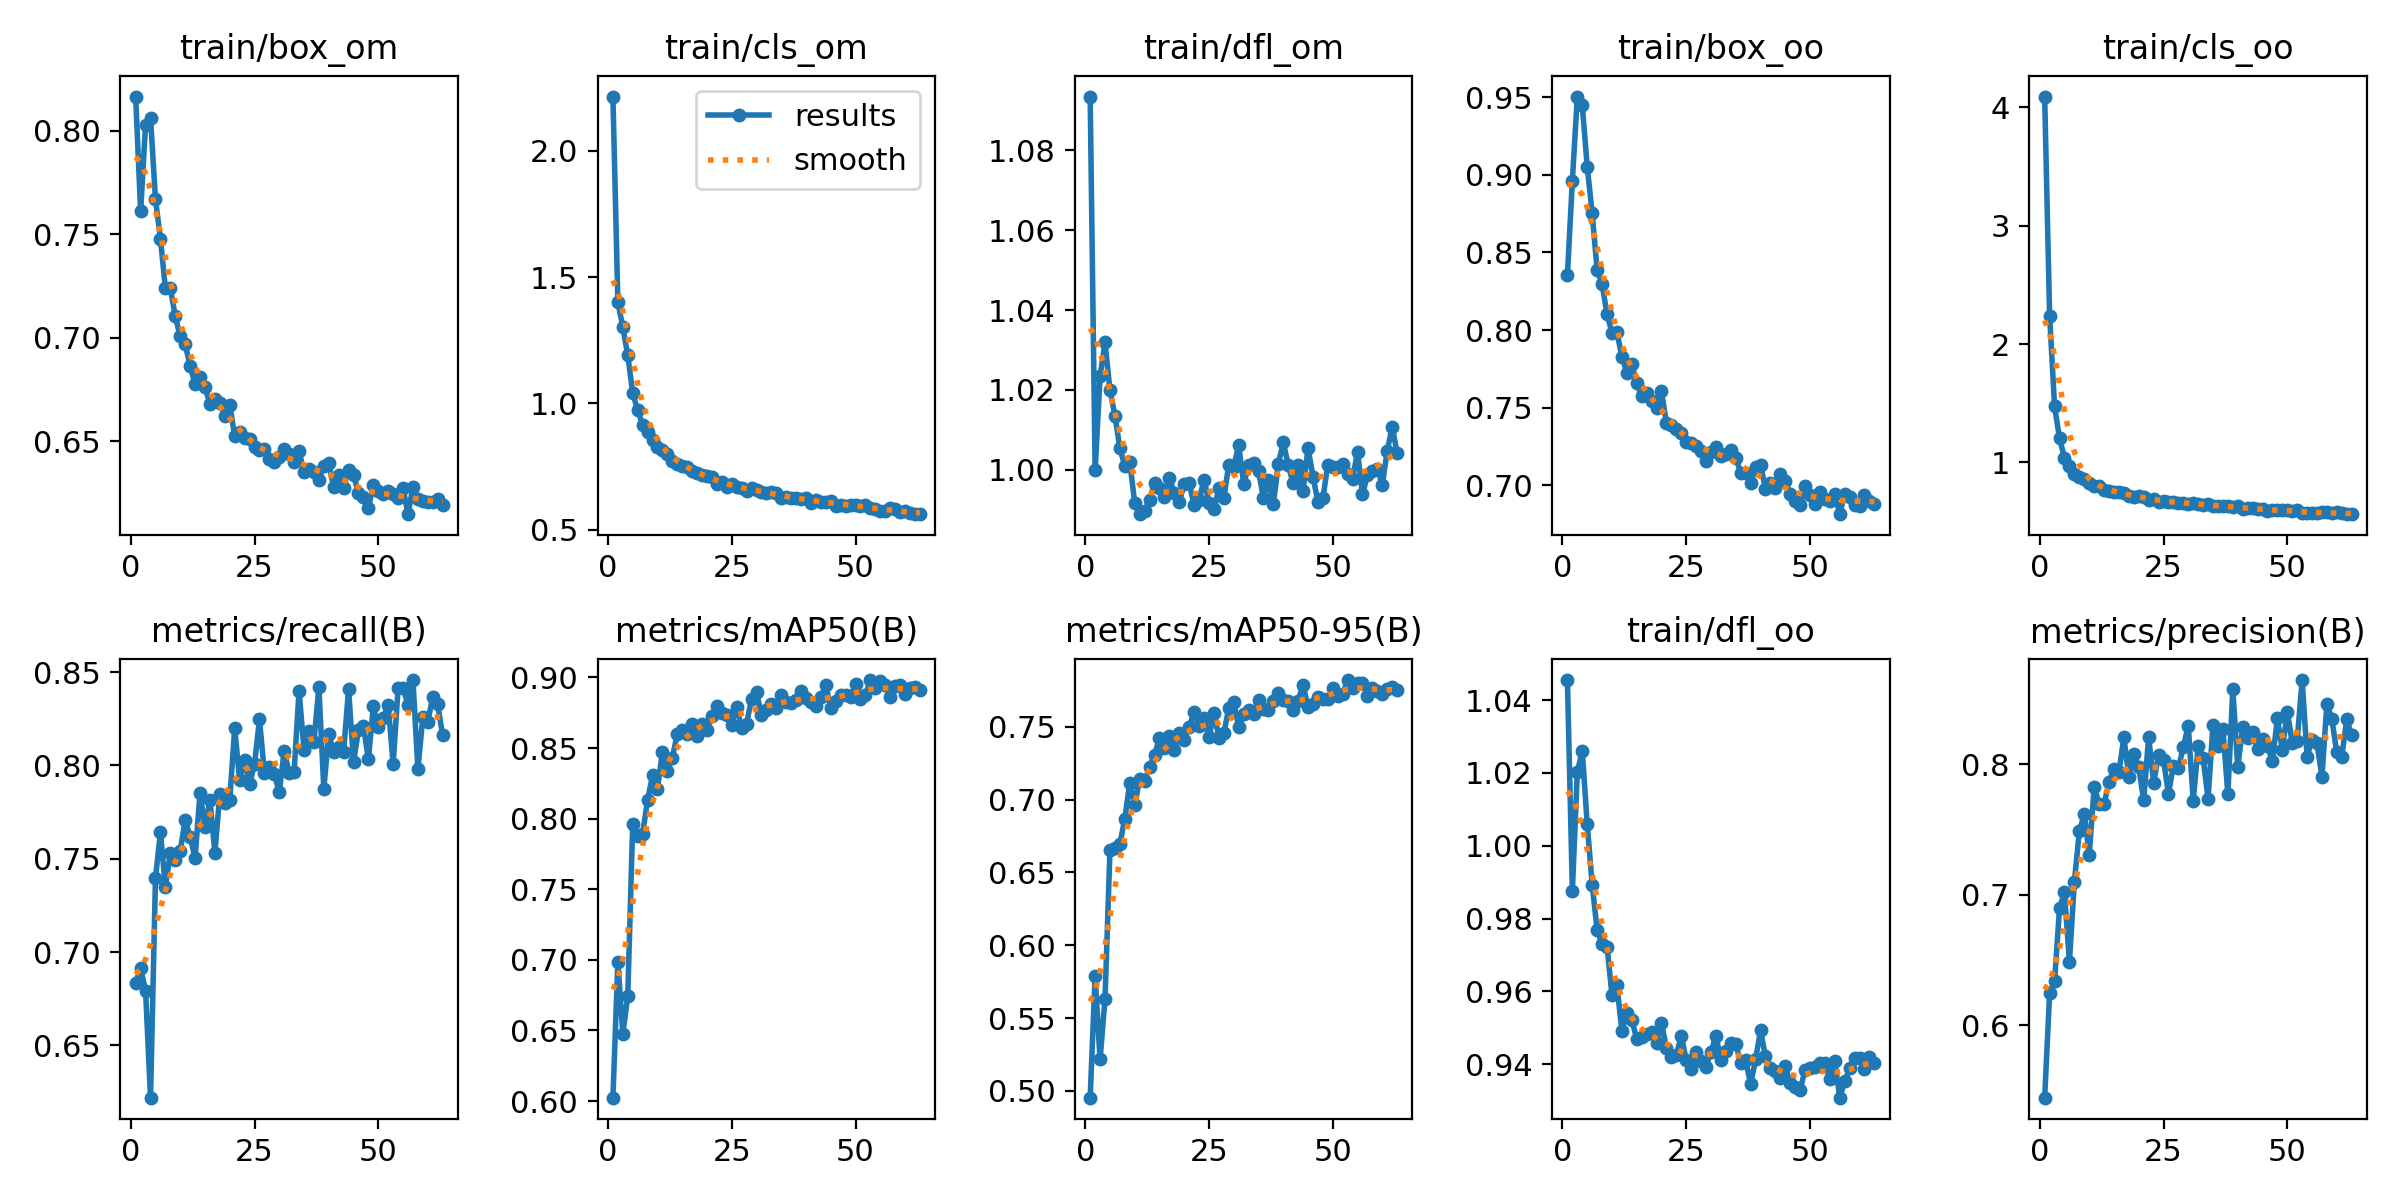 train/box_om
0.80
0.75
0.70
0.65
0 25 50
train/cls_om
results
smooth
2.0
1.5
1.0
0.5
0 25 50
train/dfl_om
1.08
1.06
1.04
1.02
1.00
0 25 50
train/box_oo
0.95
0.90
0.85
0.80
0.75
0.70
0 25 50
train/cls_oo
4
3
2
1
0 25 50
metrics/recall(B)
0.85
0.80
0.75
0.70
0.65
0 25 50
metrics/mAP50(B)
0.90
0.85
0.80
0.75
0.70
0.65
0.60
0 25 50
metrics/mAP50-95(B)
0.75
0.70
0.65
0.60
0.55
0.50
0 25 50
train/dfl_oo
1.04
1.02
1.00
0.98
0.96
0.94
0 25 50
metrics/precision(B)
0.8
0.7
0.6
0 25 50